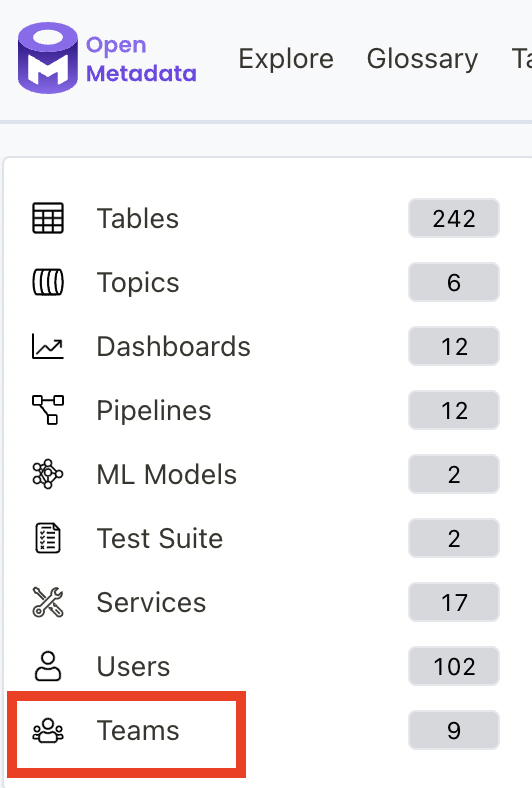 Open
Metadata
Explore Glossary Ta
Tables 242
Topics 6
Dashboards 12
Pipelines 12
ML Models 2
Test Suite 2
Services 17
Users 102
Teams 9